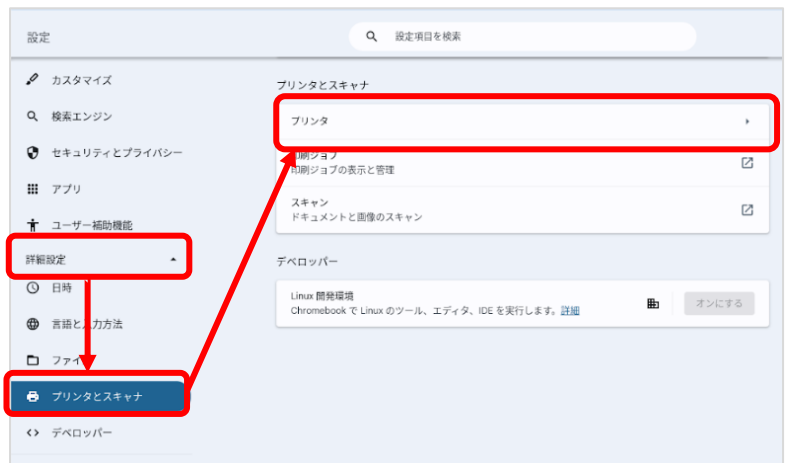 設定
設定項目を検索
カスタマイズ
検索エンジン
セキュリティとプライバシー
アプリ
ユーザー補助機能
詳細設定
日時
言語と入力方法
ファイル
プリンタとスキャナ
デベロッパー
プリンタとスキャナ
プリンタ
印刷ジョブ
印刷ジョブの表示と管理
スキャン
ドキュメントと画像のスキャン
デベロッパー
Linux 開発環境
Chromebook で Linux のツール、エディタ、IDE を実行します。詳細
オンにする